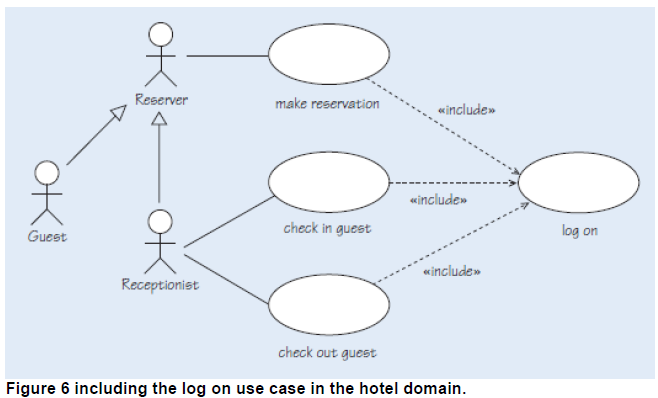 Reserver
make reservation
«include»
Guest
check in guest
«include»
log on
Receptionist
«include»
check out guest
Figure 6 including the log on use case in the hotel domain.